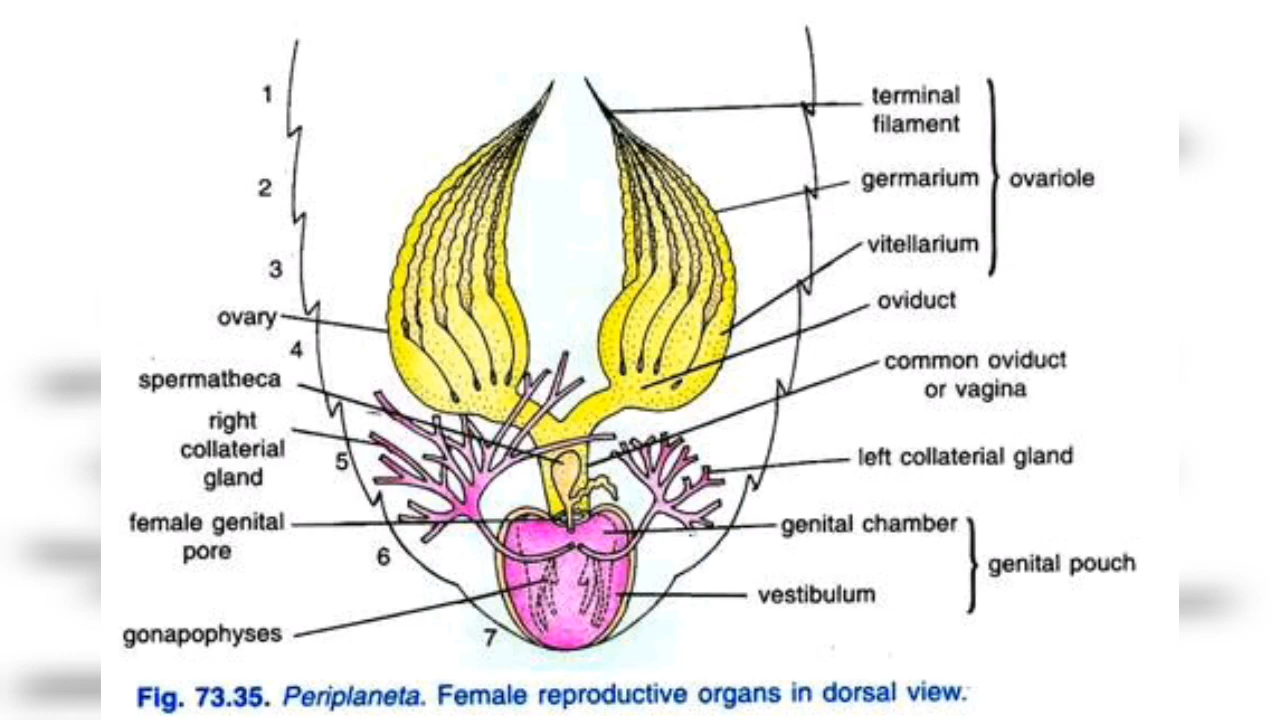 1
2
3
4
5
6
7
ovary
spermatheca
right
collaterial
gland
female genital
pore
gonapophyses
terminal
filament
germarium
vitellarium
ovariole
oviduct
common oviduct
or vagina
left collaterial gland
genital chamber
vestibulum
genital pouch
Fig. 73.35. Periplaneta. Female reproductive organs in dorsal view.